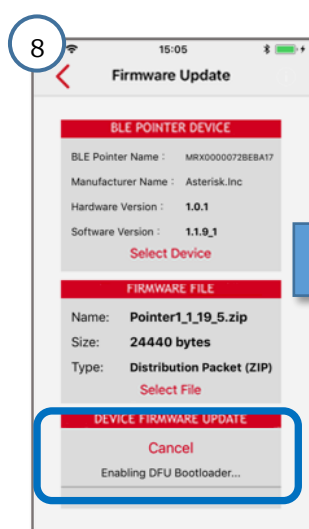 8
15:05
Firmware Update
BLE POINTER DEVICE
BLE Pointer Name : MRX0000072BEBA17
Manufacturer Name : Asterisk.Inc
Hardware Version : 1.0.1
Software Version : 1.1.9_1
Select Device
FIRMWARE FILE
Name: Pointer1_1_19_5.zip
Size: 24440 bytes
Type: Distribution Packet (ZIP)
Select File
DEVICE FIRMWARE UPDATE
Cancel
Enabling DFU Bootloader...